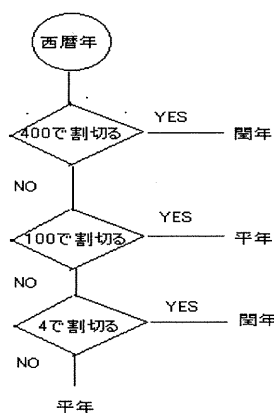 西暦年
400で割切る
YES
閏年
NO
100で割切る
YES
平年
NO
4で割切る
YES
閏年
NO
平年